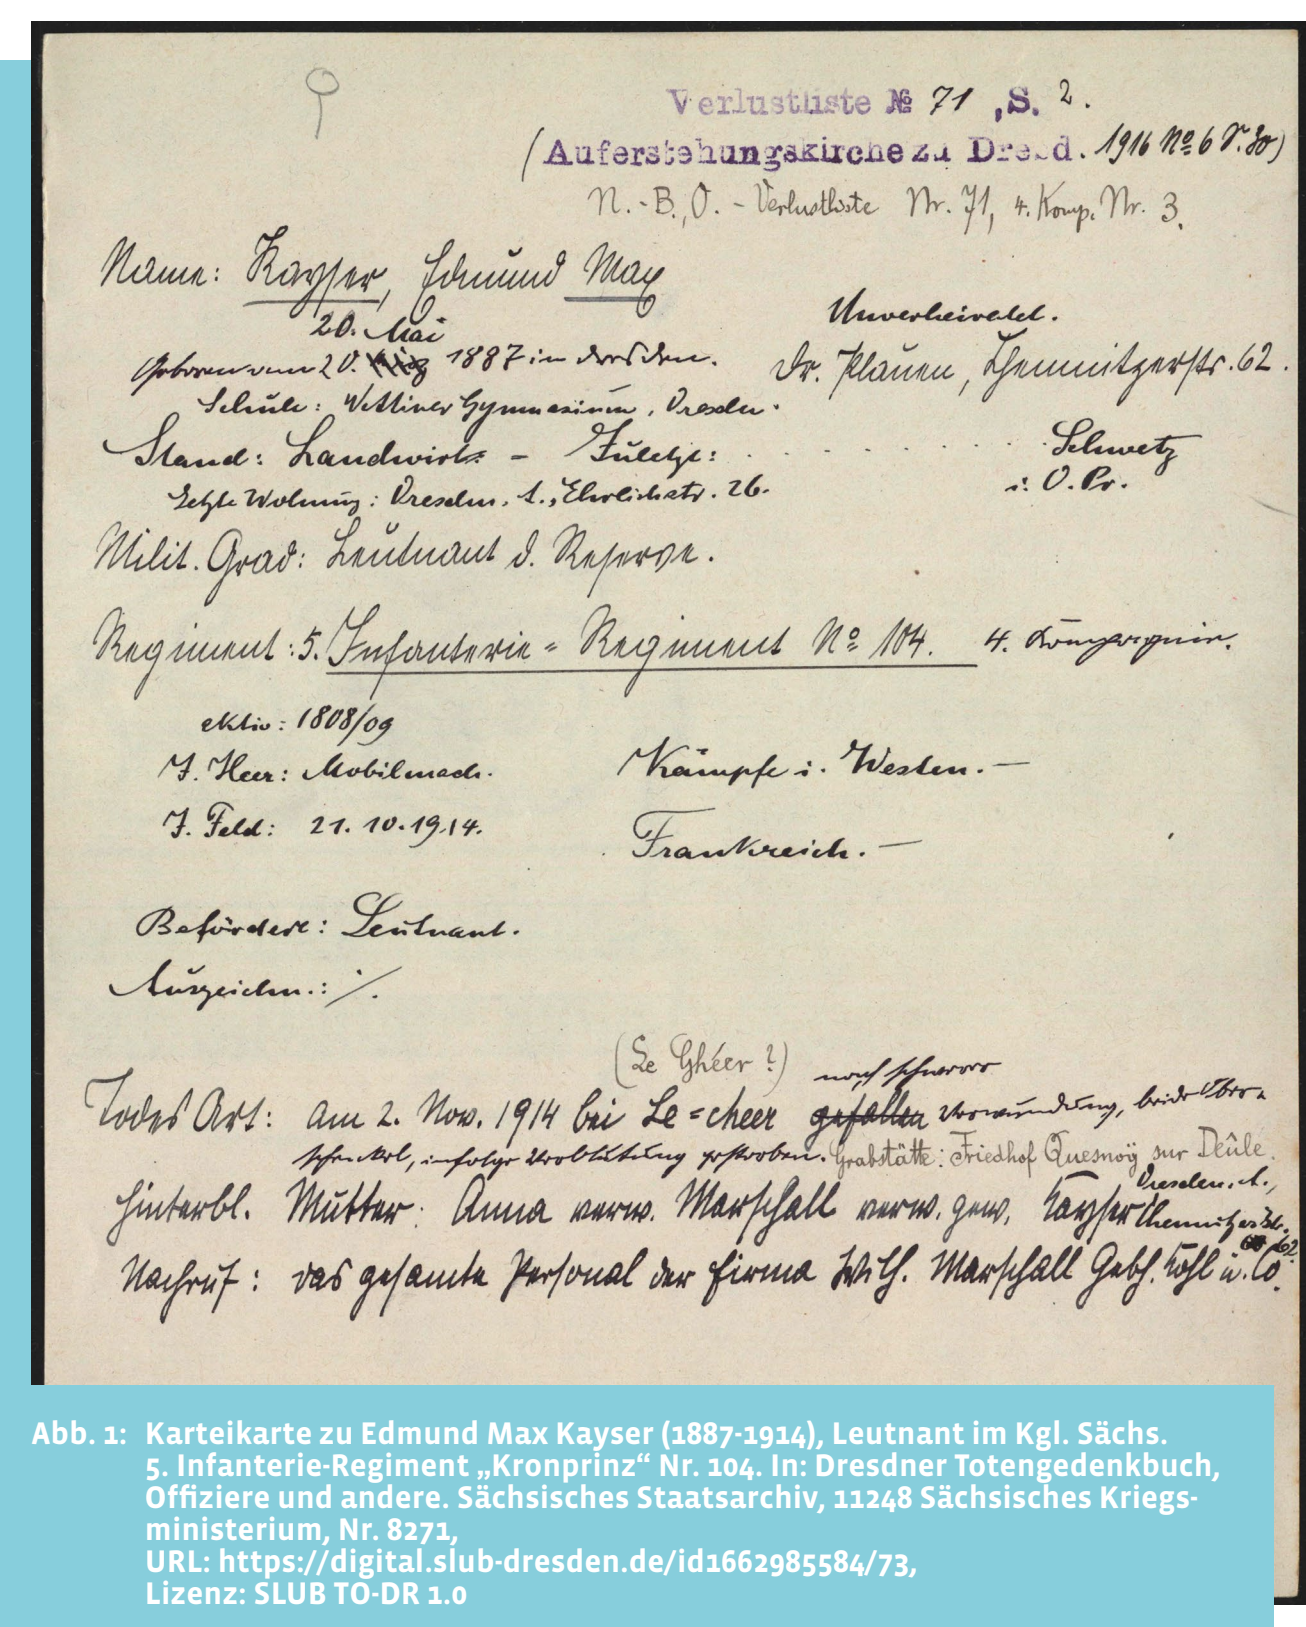 Verlustliste № 71, S. 2.
(Auferstehungskirche zu Dresd. 1916 No 6 S. 30)
N.-B., O. - Verlustliste Nr. 71, 4. Komp. Nr. 3.
Name: Kayser, Edmund Max
20. Mai
Unverheiratet.
Geboren am 20. 1887 in Dresden.
Dr. Plauen, Chemnitzerstr. 62.
Schule: Wettiner Gymnasium, Dresden.
Stand: Landwirt - Zuletzt: . . . . . . . Schwetz
i. O. Pr.
Letzte Wohnung: Dresden. A., Ehrlichstr. 26.
Milit. Grad: Leutnant d. Reserve.
Regiment: 5. Infanterie = Regiment No 104. 4. Kompagnie.
aktiv: 1808/09
I. Heer: Mobilmach. Kämpfe i. Westen. —
I. Feld: 21. 10. 1914. Frankreich. —
Befördert: Leutnant.
Auszeichn.: ·/.
(Le Ghéer ?) nach schwerer
Todes Art: am 2. Nov. 1914 bei Le=cheer gefallen Verwundung, beide Ober=
schenkel, infolge Verblutung gestorben. Grabstätte: Friedhof Quesnoÿ sur Deûle.
Dresden. A.,
Hinterbl. Mutter: Anna verw. Marschall verw. gew. Kayser Chemnitzerstr.
62
Nachruf: das gesamte Personal der Firma Wilh. Marschall Gebh. Kohl u. Co.
Abb. 1: Karteikarte zu Edmund Max Kayser (1887-1914), Leutnant im Kgl. Sächs.
5. Infanterie-Regiment „Kronprinz“ Nr. 104. In: Dresdner Totengedenkbuch,
Offiziere und andere. Sächsisches Staatsarchiv, 11248 Sächsisches Kriegs-
ministerium, Nr. 8271,
URL: https://digital.slub-dresden.de/id1662985584/73,
Lizenz: SLUB TO-DR 1.0